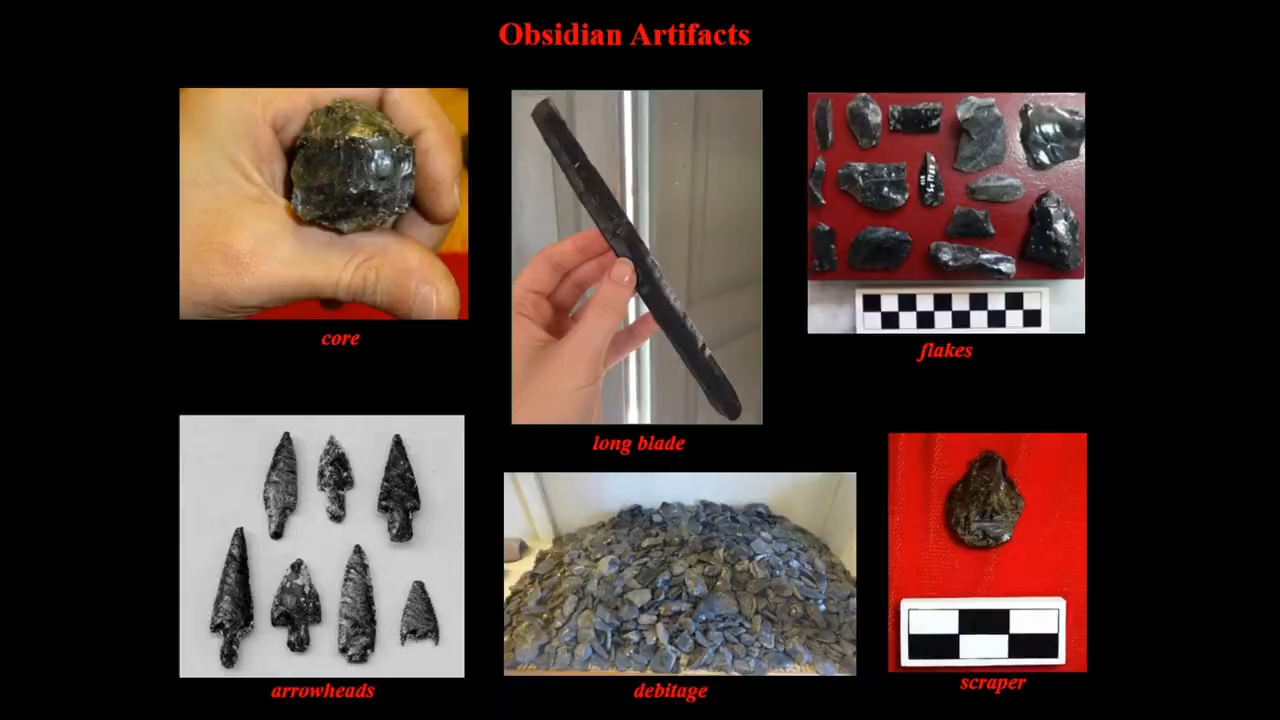 Obsidian Artifacts
core
long blade
flakes
arrowheads
debitage
scraper